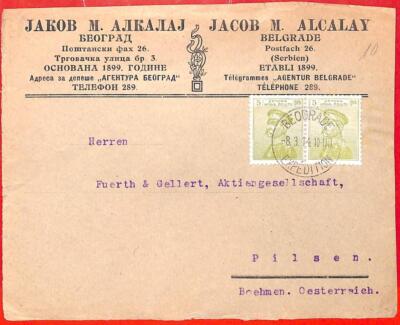 ЈАКОВ М. АЛКАЛАЈ
БЕОГРАД
Поштански фах 26.
Трговачка улица бр 3.
ОСНОВАНА 1899. ГОДИНЕ
Адреса за депеше „АГЕНТУРА БЕОГРАД"
ТЕЛЕФОН 289.
JACOB M. ALCALAY
BELGRADE
Postfach 26.
(Serbien)
ETABLI 1899.
Télégrammes „AGENTUR BELGRADE"
TÉLÉPHONE 289.
10
5 5
BEOGRAD
EXPEDITION
Herren
Fuerth & Gellert, Aktiengesellschaft,
Pilsen.
Boehmen. Oesterreich.